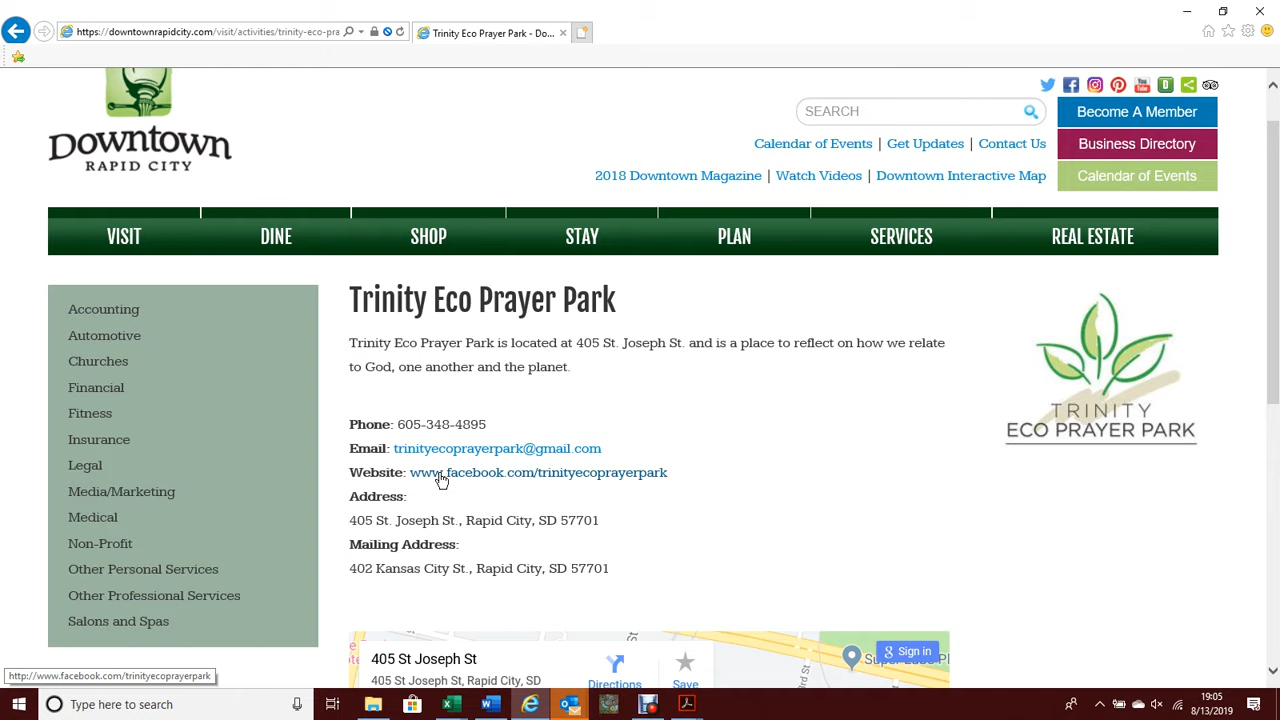 https://downtownrapidcity.com/visit/activities/trinity-eco-pra
Trinity Eco Prayer Park - Do...
Downtown
RAPID CITY
SEARCH
Become A Member
Calendar of Events | Get Updates | Contact Us
Business Directory
2018 Downtown Magazine | Watch Videos | Downtown Interactive Map
Calendar of Events
VISIT DINE SHOP STAY PLAN SERVICES REAL ESTATE
Accounting
Automotive
Churches
Financial
Fitness
Insurance
Legal
Media/Marketing
Medical
Non-Profit
Other Personal Services
Other Professional Services
Salons and Spas
Trinity Eco Prayer Park
Trinity Eco Prayer Park is located at 405 St. Joseph St. and is a place to reflect on how we relate
to God, one another and the planet.
Phone: 605-348-4895
Email: trinityecoprayerpark@gmail.com
Website: www.facebook.com/trinityecoprayerpark
Address:
405 St. Joseph St., Rapid City, SD 57701
Mailing Address:
402 Kansas City St., Rapid City, SD 57701
TRINITY
ECO PRAYER PARK
405 St Joseph St
405 St Joseph St, Rapid City, SD
Directions
Save
Sign in
http://www.facebook.com/trinityecoprayerpark
Type here to search
19:05
8/13/2019